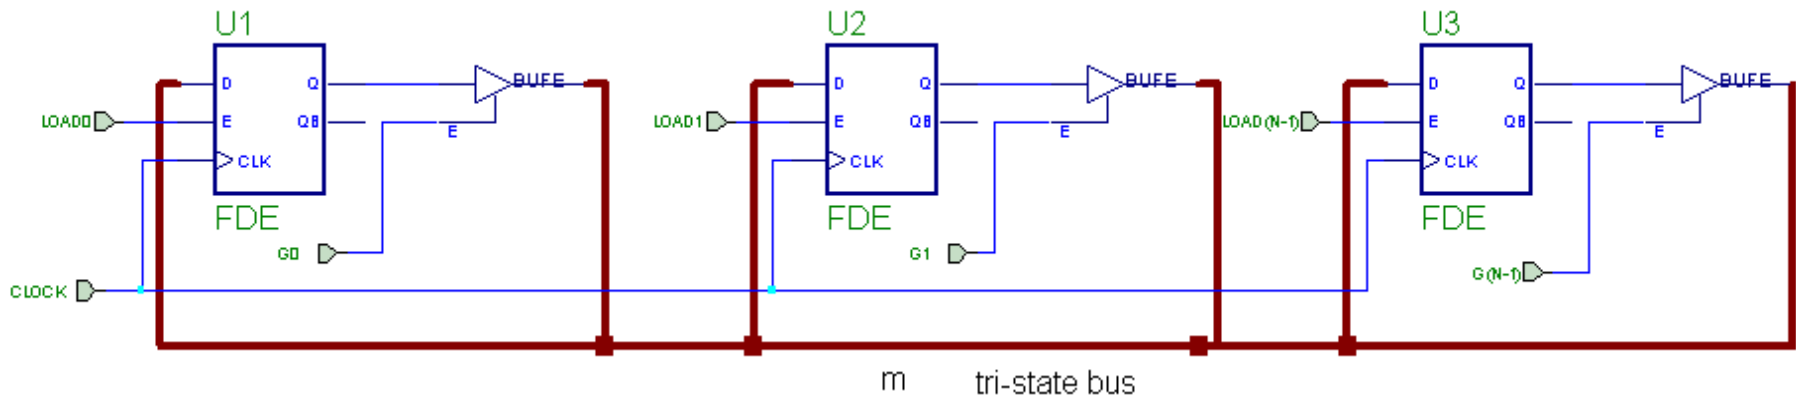 U1 U2 U3
D Q BUFE D Q BUFE D Q BUFE
LOAD0 E QB E LOAD1 E QB E LOAD(N-1) E QB E
CLK CLK CLK
FDE FDE FDE
G0 G1 G(N-1)
CLOCK
m tri-state bus